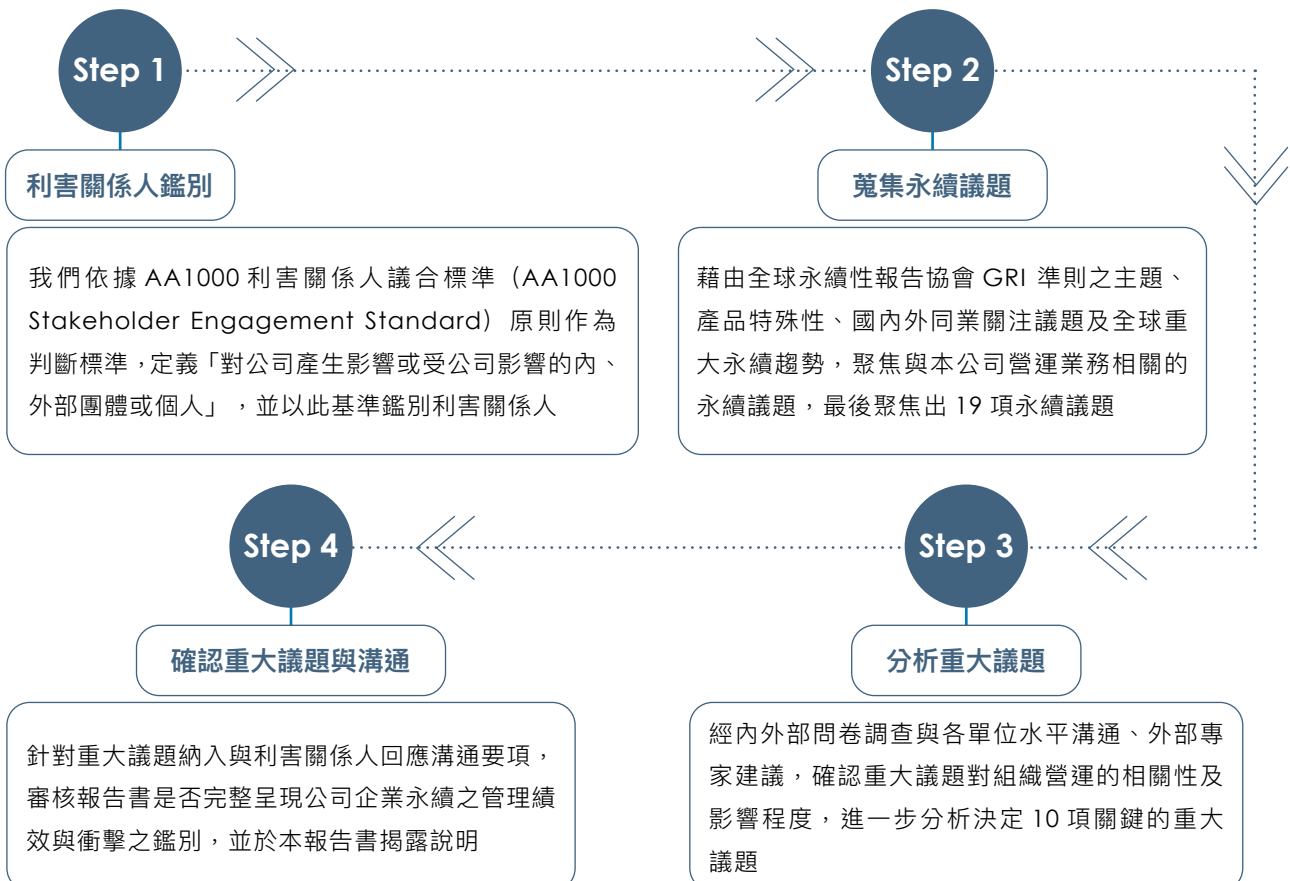 Step 1
Step 2
利害關係人鑑別
蒐集永續議題
我們依據 AA1000 利害關係人議合標準（AA1000
Stakeholder Engagement Standard）原則作為
判斷標準，定義「對公司產生影響或受公司影響的內、
外部團體或個人」，並以此基準鑑別利害關係人
藉由全球永續性報告協會 GRI 準則之主題、
產品特殊性、國內外同業關注議題及全球重
大永續趨勢，聚焦與本公司營運業務相關的
永續議題，最後聚焦出 19 項永續議題
Step 4
Step 3
確認重大議題與溝通
分析重大議題
針對重大議題納入與利害關係人回應溝通要項，
審核報告書是否完整呈現公司企業永續之管理績
效與衝擊之鑑別，並於本報告書揭露說明
經內外部問卷調查與各單位水平溝通、外部專
家建議，確認重大議題對組織營運的相關性及
影響程度，進一步分析決定 10 項關鍵的重大
議題